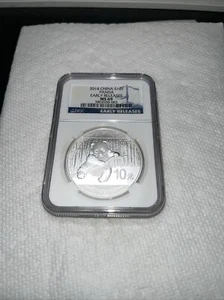 2014 CHINA S10Y
PANDA
EARLY RELEASES
MS 69
EARLY RELEASES
10元